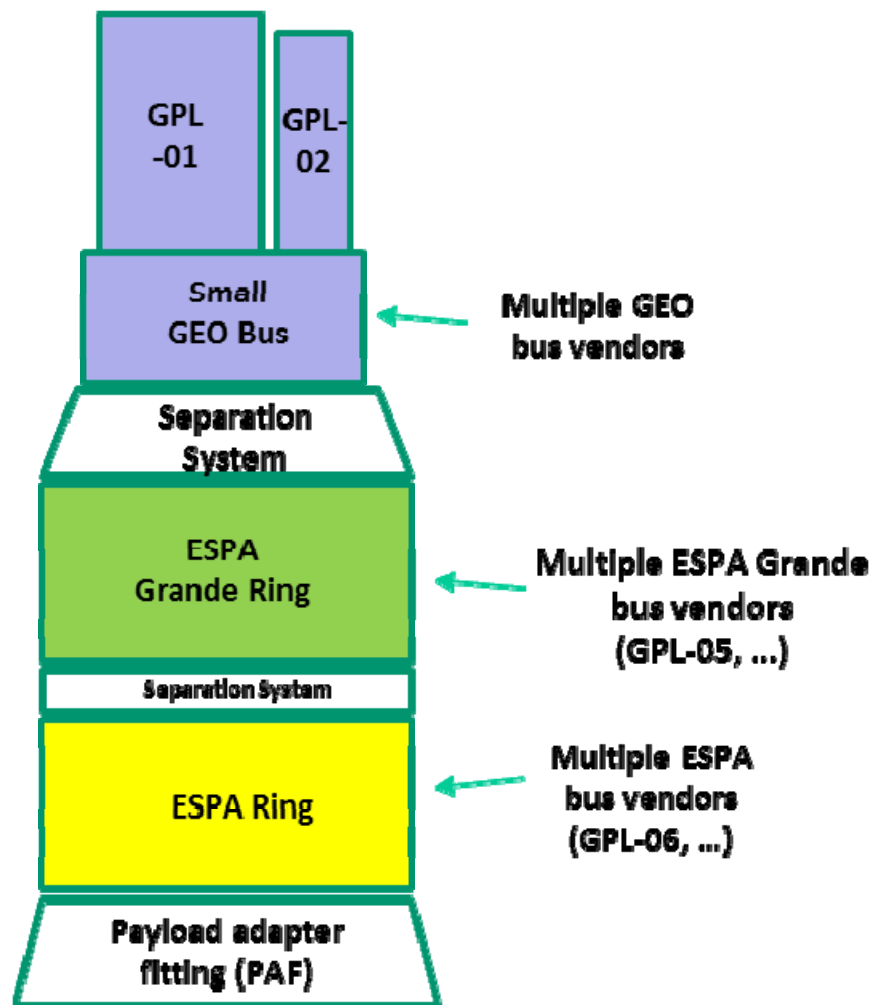 GPL
-01
GPL-
02
Small
GEO Bus
Multiple GEO
bus vendors
Separation
System
ESPA
Grande Ring
Multiple ESPA Grande
bus vendors
(GPL-05, ...)
Separation System
ESPA Ring
Multiple ESPA
bus vendors
(GPL-06, ...)
Payload adapter
fitting (PAF)